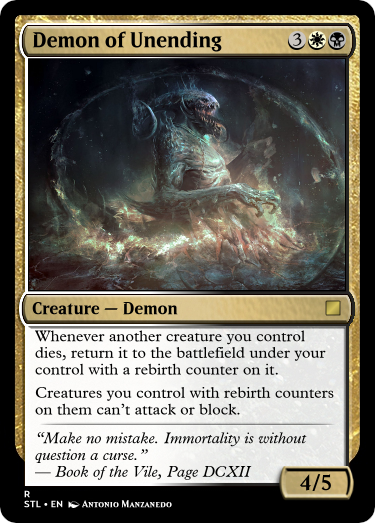 Demon of Unending 3
Creature — Demon
Whenever another creature you control
dies, return it to the battlefield under your
control with a rebirth counter on it.
Creatures you control with rebirth counters
on them can't attack or block.
“Make no mistake. Immortality is without
question a curse.”
— Book of the Vile, Page DCXII
4/5
R
STL • EN Antonio Manzanedo